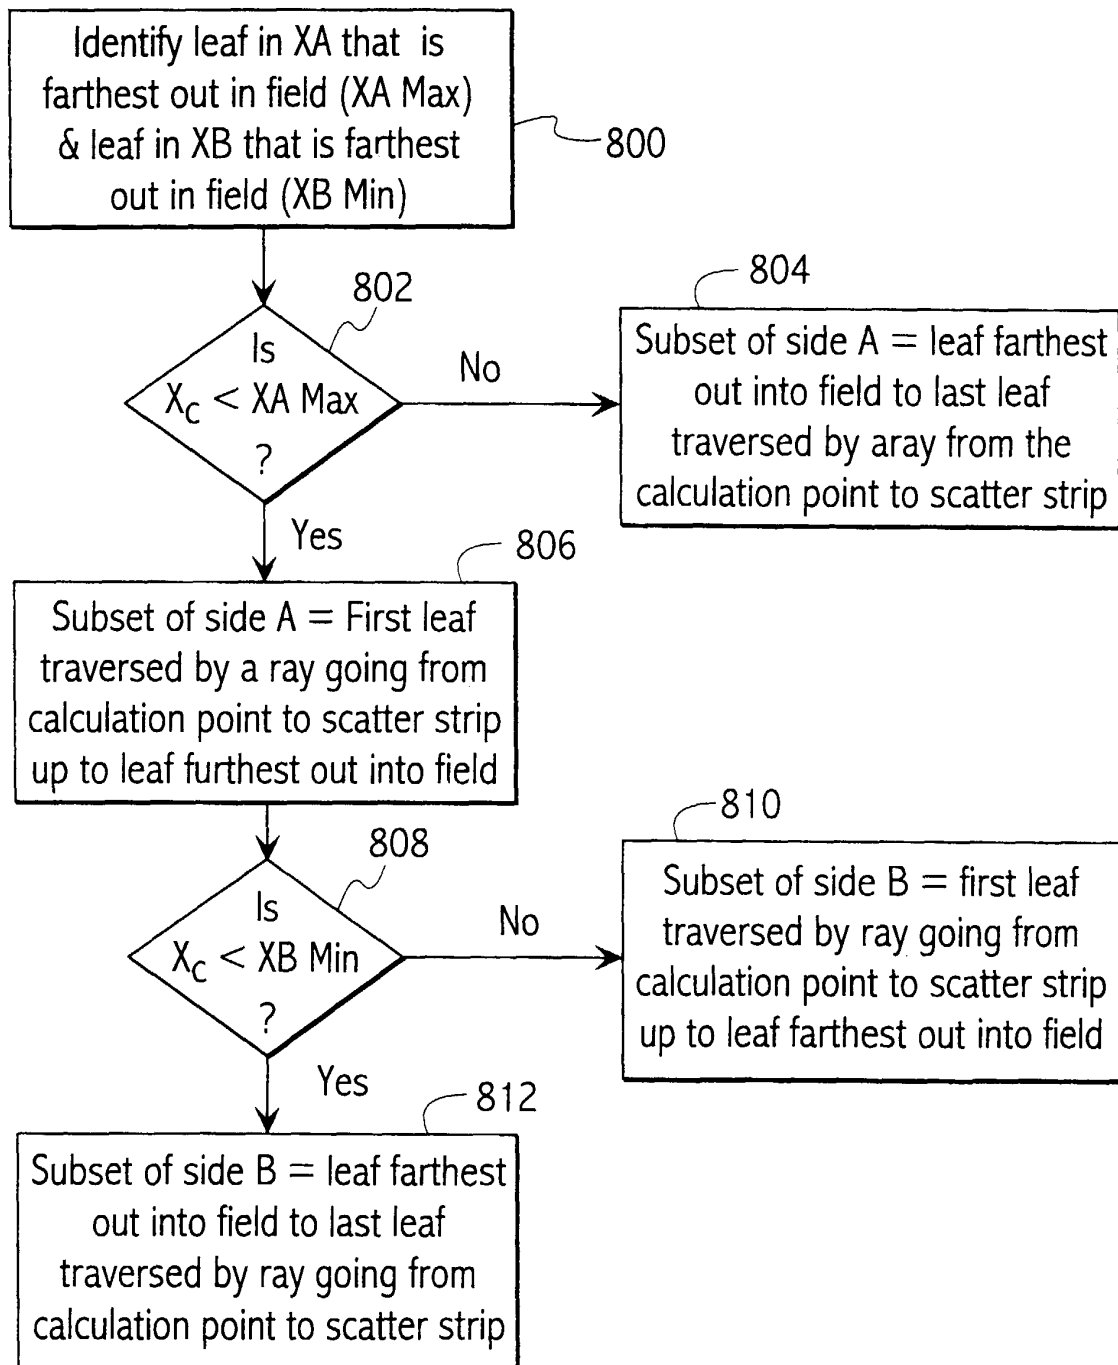 Identify leaf in XA that is
farthest out in field (XA Max)
& leaf in XB that is farthest
out in field (XB Min)
800
802
Is
XC < XA Max
?
No
Yes
804
Subset of side A = leaf farthest
out into field to last leaf
traversed by aray from the
calculation point to scatter strip
806
Subset of side A = First leaf
traversed by a ray going from
calculation point to scatter strip
up to leaf furthest out into field
808
Is
XC < XB Min
?
No
Yes
810
Subset of side B = first leaf
traversed by ray going from
calculation point to scatter strip
up to leaf farthest out into field
812
Subset of side B = leaf farthest
out into field to last leaf
traversed by ray going from
calculation point to scatter strip